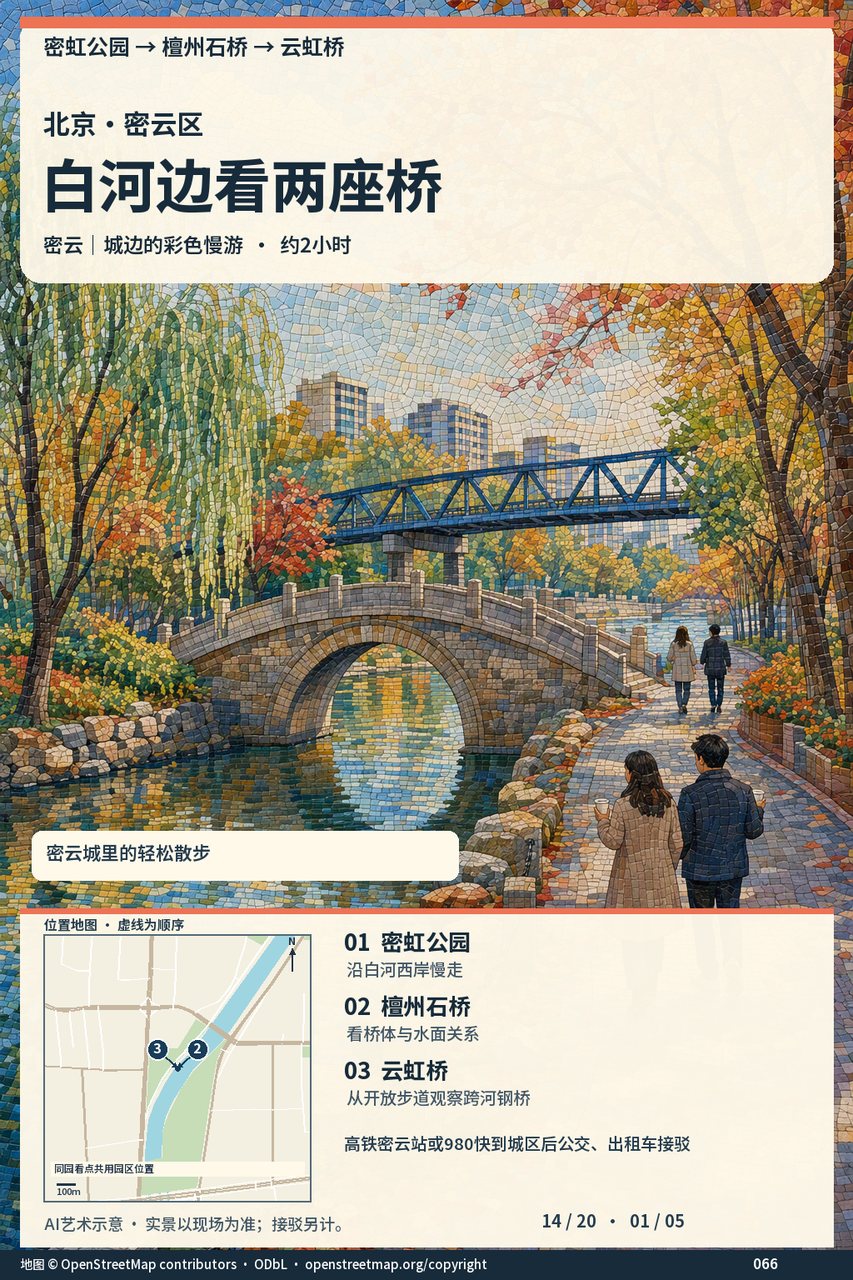 密虹公园 → 檀州石桥 → 云虹桥
北京·密云区
白河边看两座桥
密云｜城边的彩色慢游 · 约2小时
密云城里的轻松散步
位置地图 · 虚线为顺序
N
3 2
同园看点共用园区位置
100m
01 密虹公园
沿白河西岸慢走
02 檀州石桥
看桥体与水面关系
03 云虹桥
从开放步道观察跨河钢桥
高铁密云站或980快到城区后公交、出租车接驳
AI艺术示意 · 实景以现场为准；接驳另计。
14 / 20 · 01 / 05
地图 © OpenStreetMap contributors · ODbL · openstreetmap.org/copyright
066